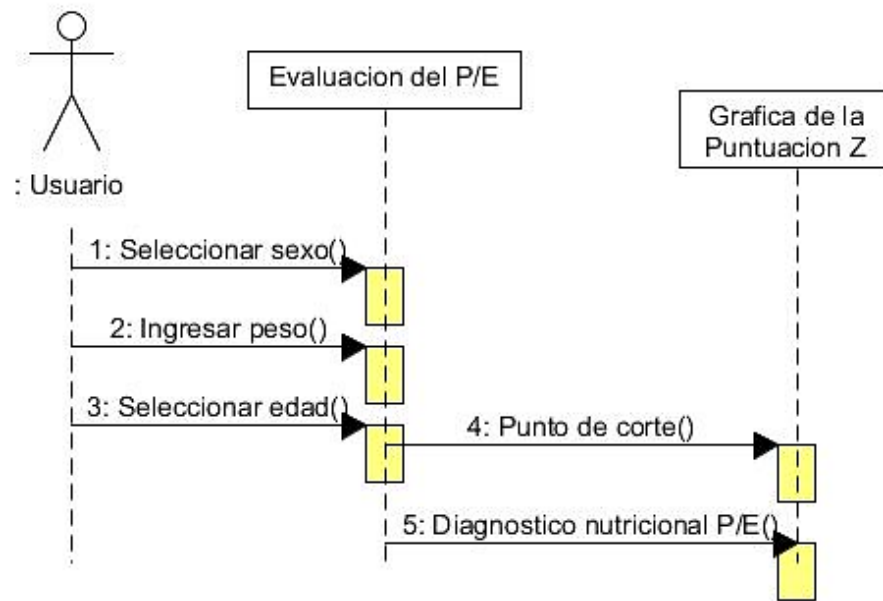 Evaluacion del P/E
Grafica de la
Puntuacion Z
: Usuario
1: Seleccionar sexo()
2: Ingresar peso()
3: Seleccionar edad()
4: Punto de corte()
5: Diagnostico nutricional P/E()